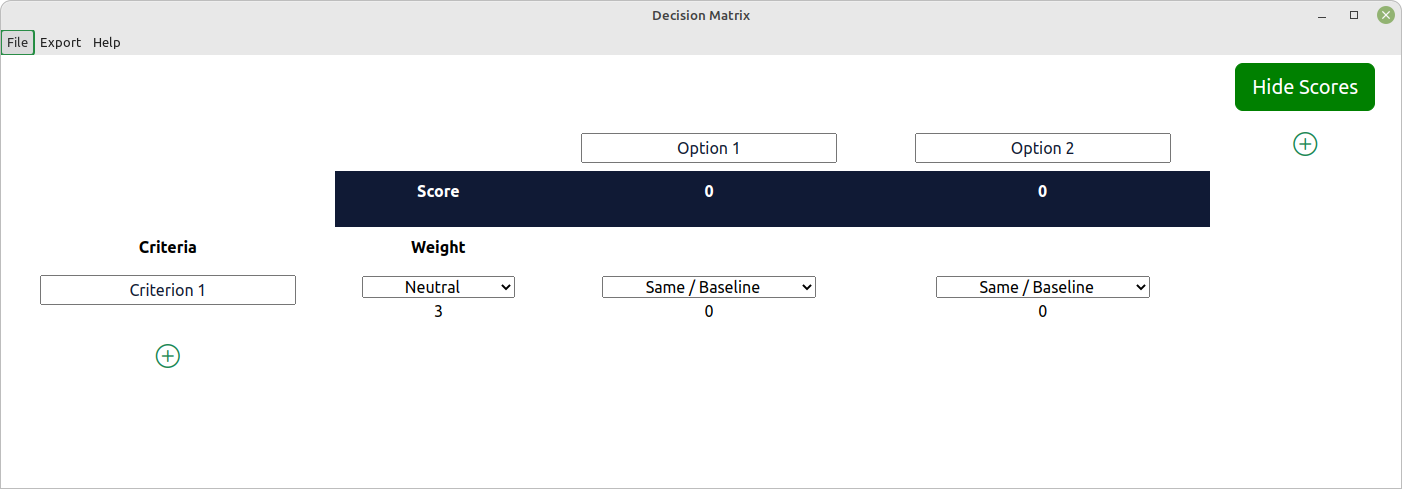 Decision Matrix
File Export Help
Hide Scores
Option 1 Option 2
Score 0 0
Criteria Weight
Criterion 1 Neutral Same / Baseline Same / Baseline
3 0 0